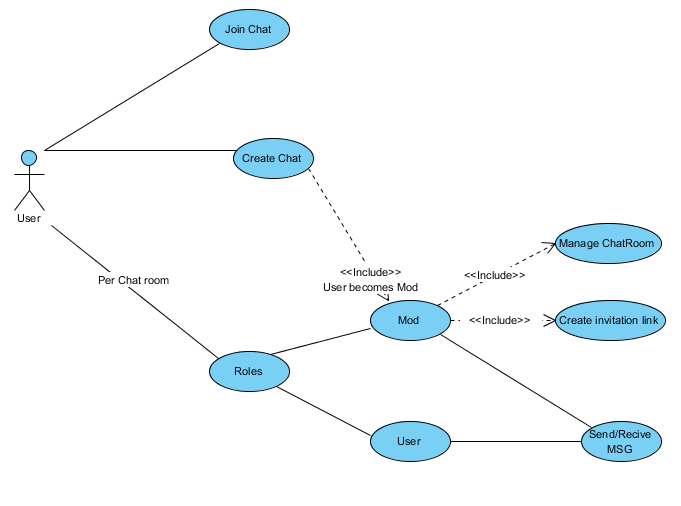 Join Chat
Create Chat
User
Per Chat room
<<Include>>
User becomes Mod
Manage ChatRoom
<<Include>>
Mod
<<Include>>
Create invitation link
Roles
User
Send/Recive
MSG